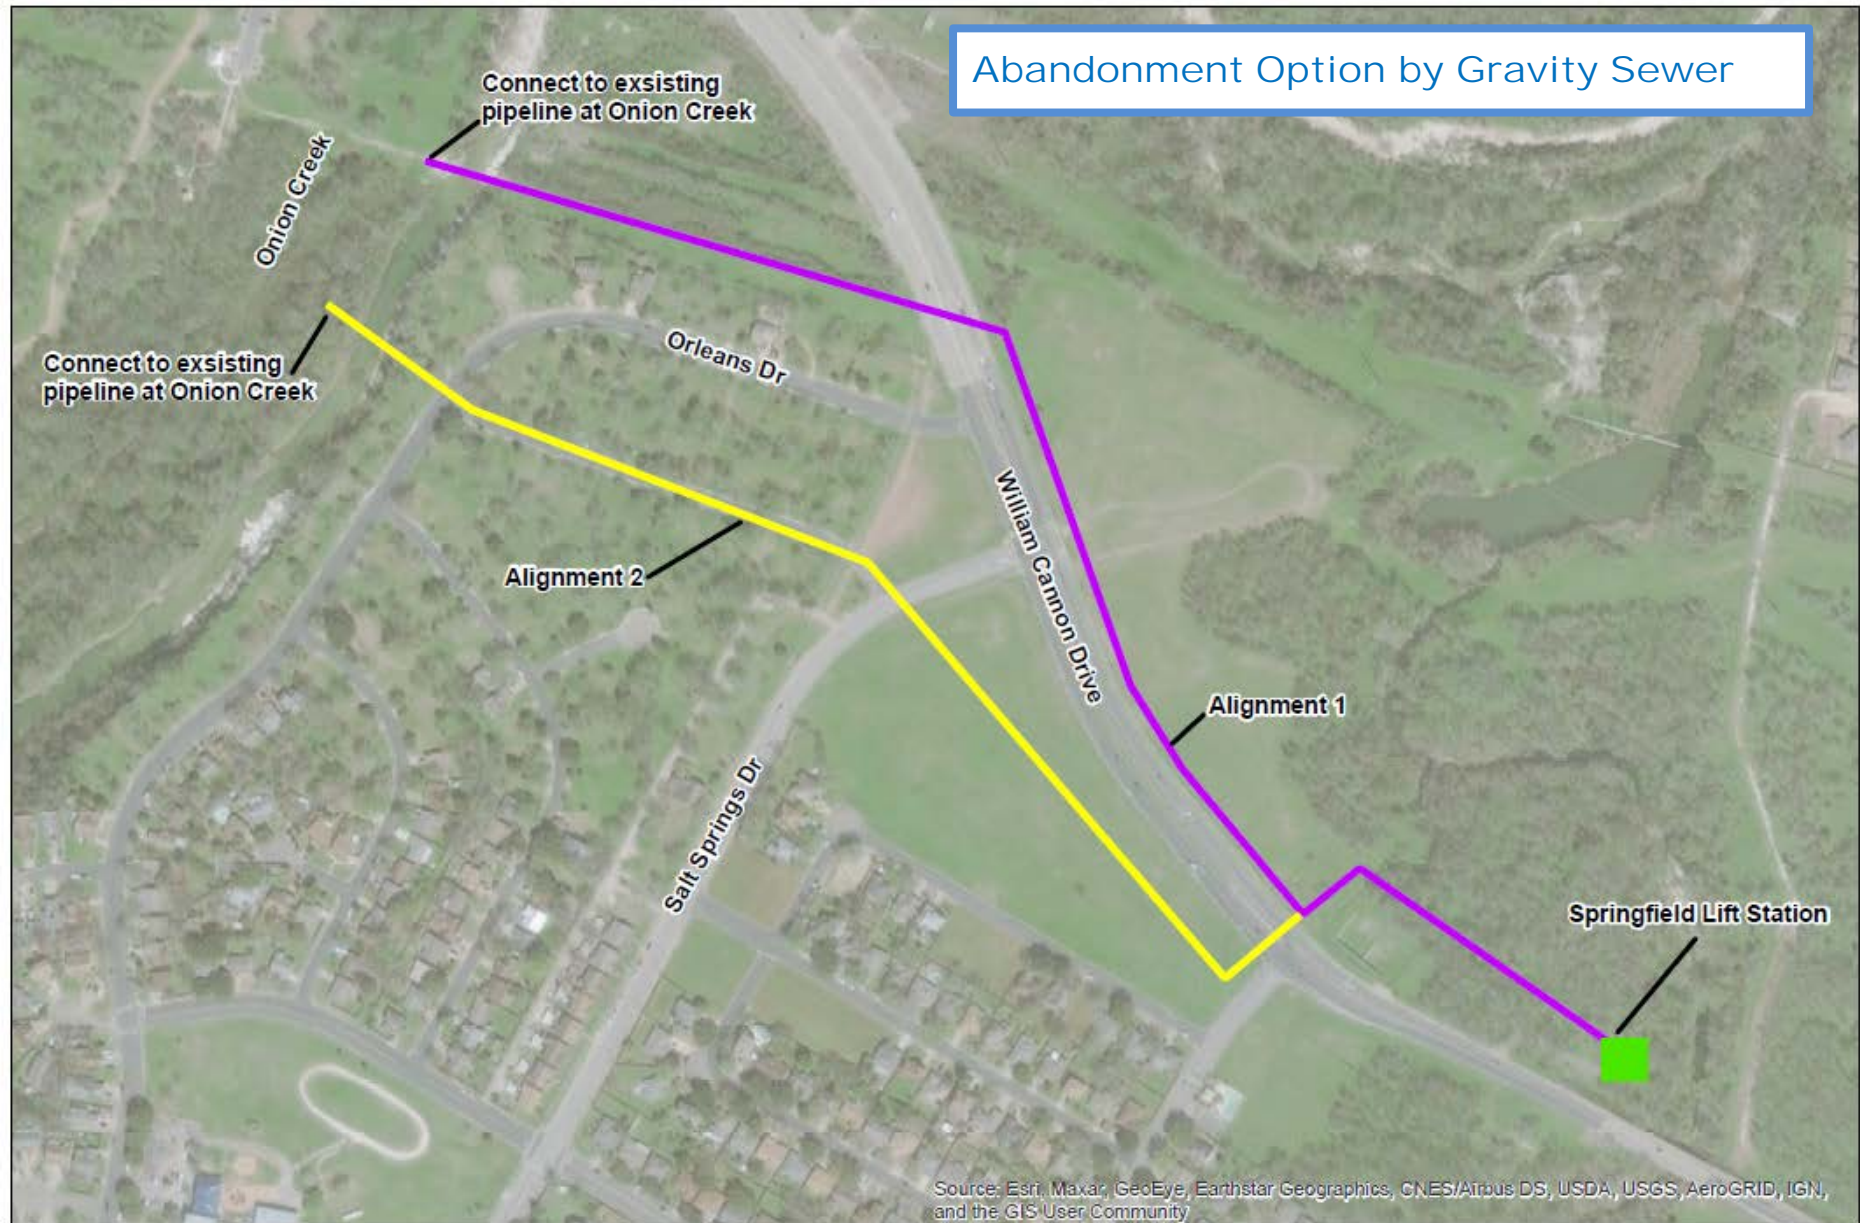 Abandonment Option by Gravity Sewer
Connect to exsisting
pipeline at Onion Creek
Onion Creek
Connect to exsisting
pipeline at Onion Creek
Orleans Dr
William Cannon Drive
Alignment 2
Alignment 1
Salt Springs Dr
Springfield Lift Station
Source: Esri, Maxar, GeoEye, Earthstar Geographics, CNES/Airbus DS, USDA, USGS, AeroGRID, IGN,
and the GIS User Community